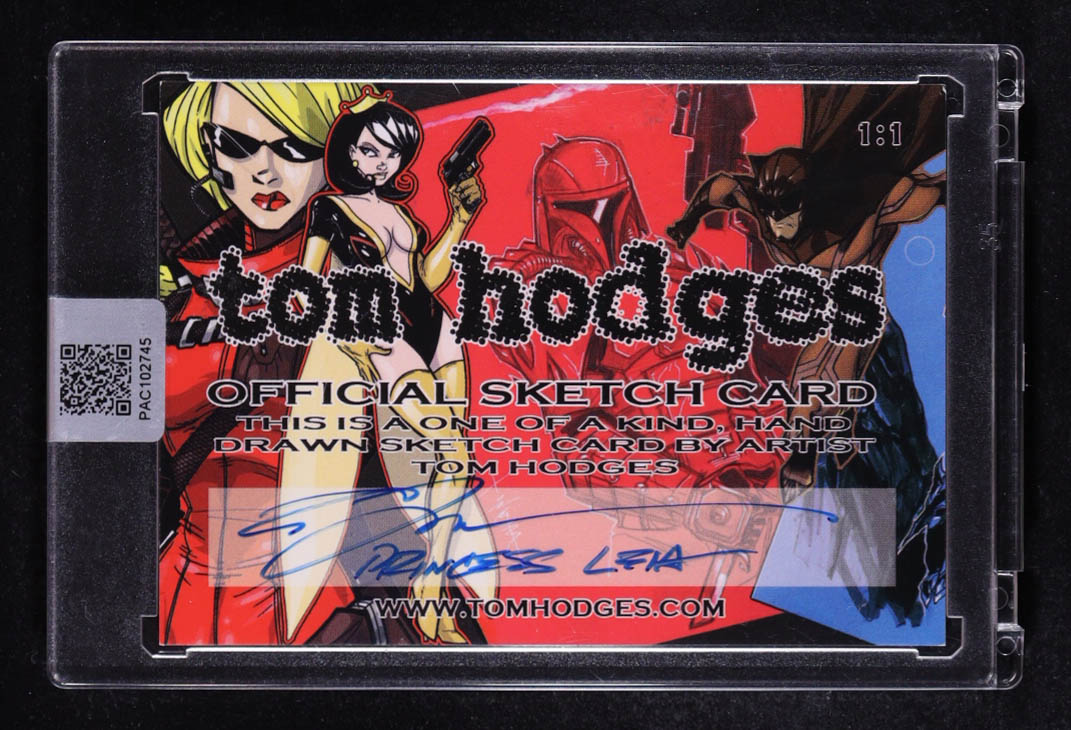 1:1
tom hodges
OFFICIAL SKETCH CARD
THIS IS A ONE OF A KIND, HAND
DRAWN SKETCH CARD BY ARTIST
TOM HODGES
PRINCESS LEIA
WWW.TOMHODGES.COM
PAC102745